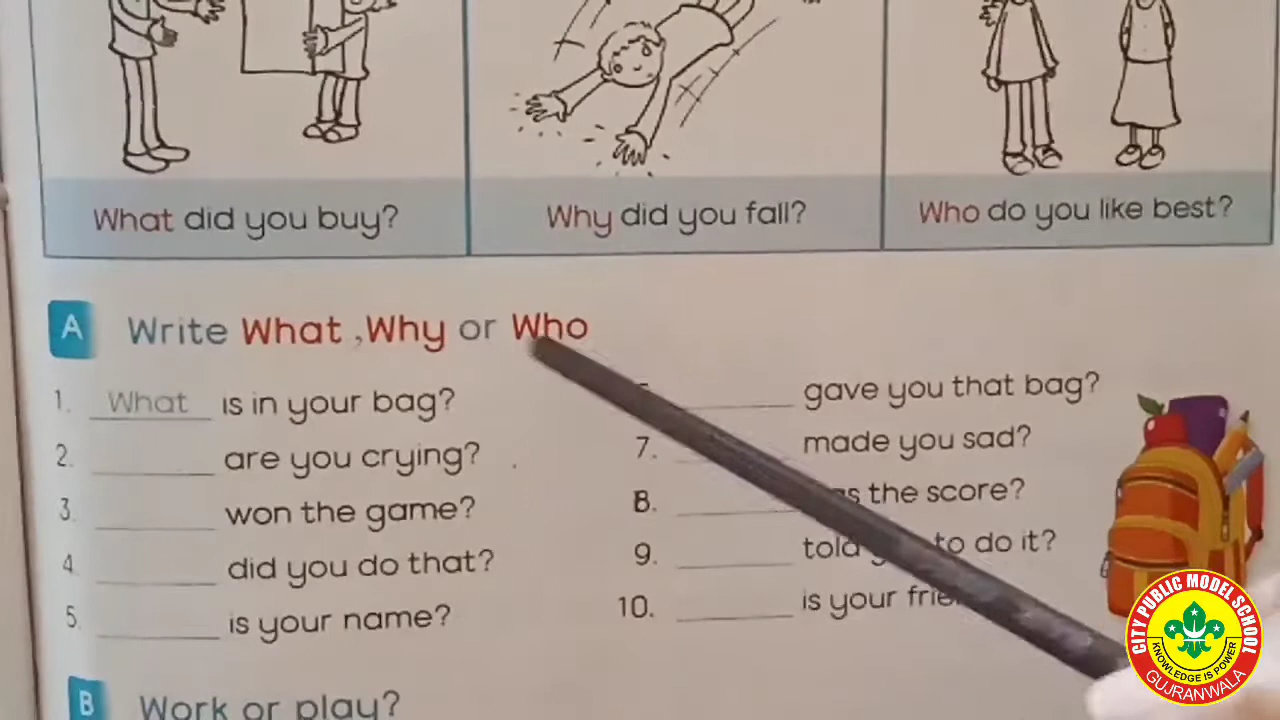 What did you buy?
Why did you fall?
Who do you like best?
A Write What ,Why or Who
1. What is in your bag?
2. are you crying?
3. won the game?
4. did you do that?
5. is your name?
gave you that bag?
7. made you sad?
8. the score?
9. told to do it?
10. is your
B Work or play?
CITY PUBLIC MODEL SCHOOL
KNOWLEDGE IS POWER
GUJRANWALA